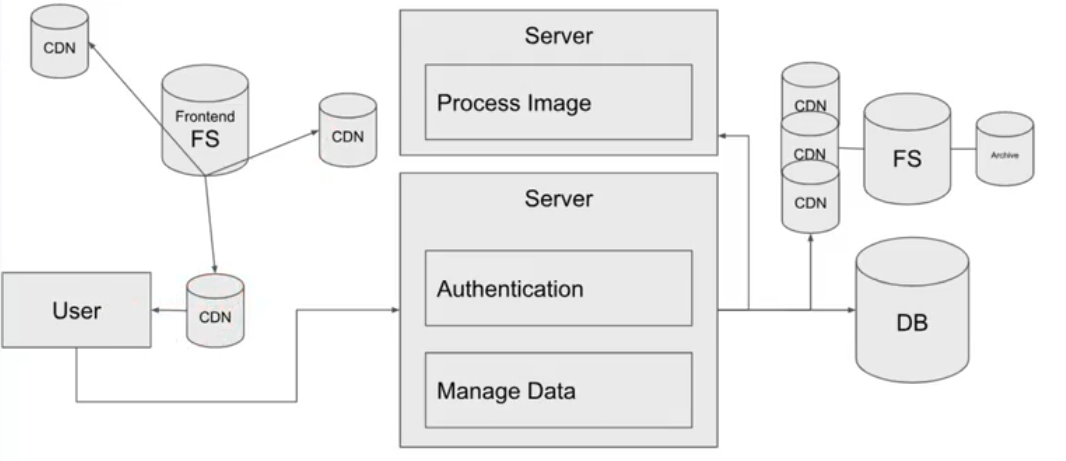 CDN
Frontend
FS
CDN
CDN
User
Server
Process Image
Server
Authentication
Manage Data
CDN
CDN
CDN
FS
Archive
DB